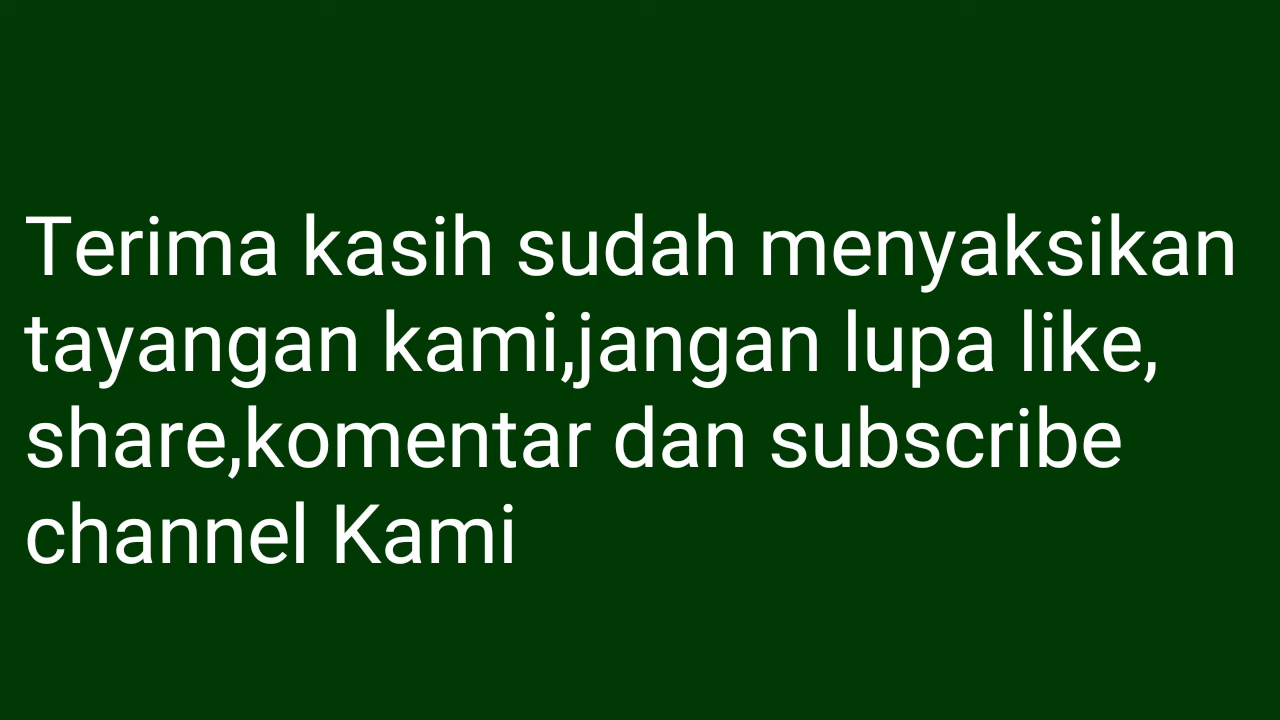 Terima kasih sudah menyaksikan
tayangan kami,jangan lupa like,
share,komentar dan subscribe
channel Kami